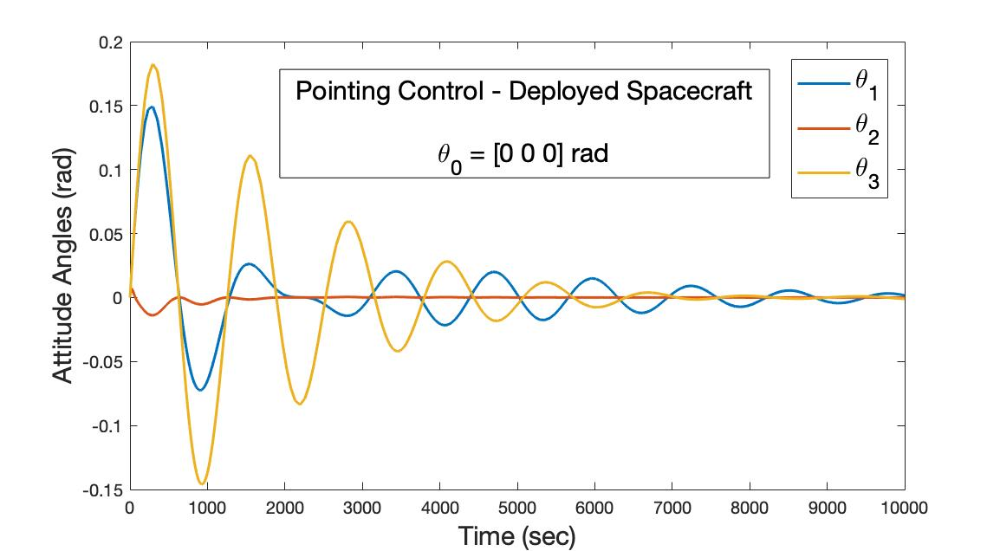 Pointing Control - Deployed Spacecraft
θ₀ = [0 0 0] rad
θ₁
θ₂
θ₃
0.2
0.15
0.1
0.05
0
-0.05
-0.1
-0.15
Attitude Angles (rad)
0 1000 2000 3000 4000 5000 6000 7000 8000 9000 10000
Time (sec)